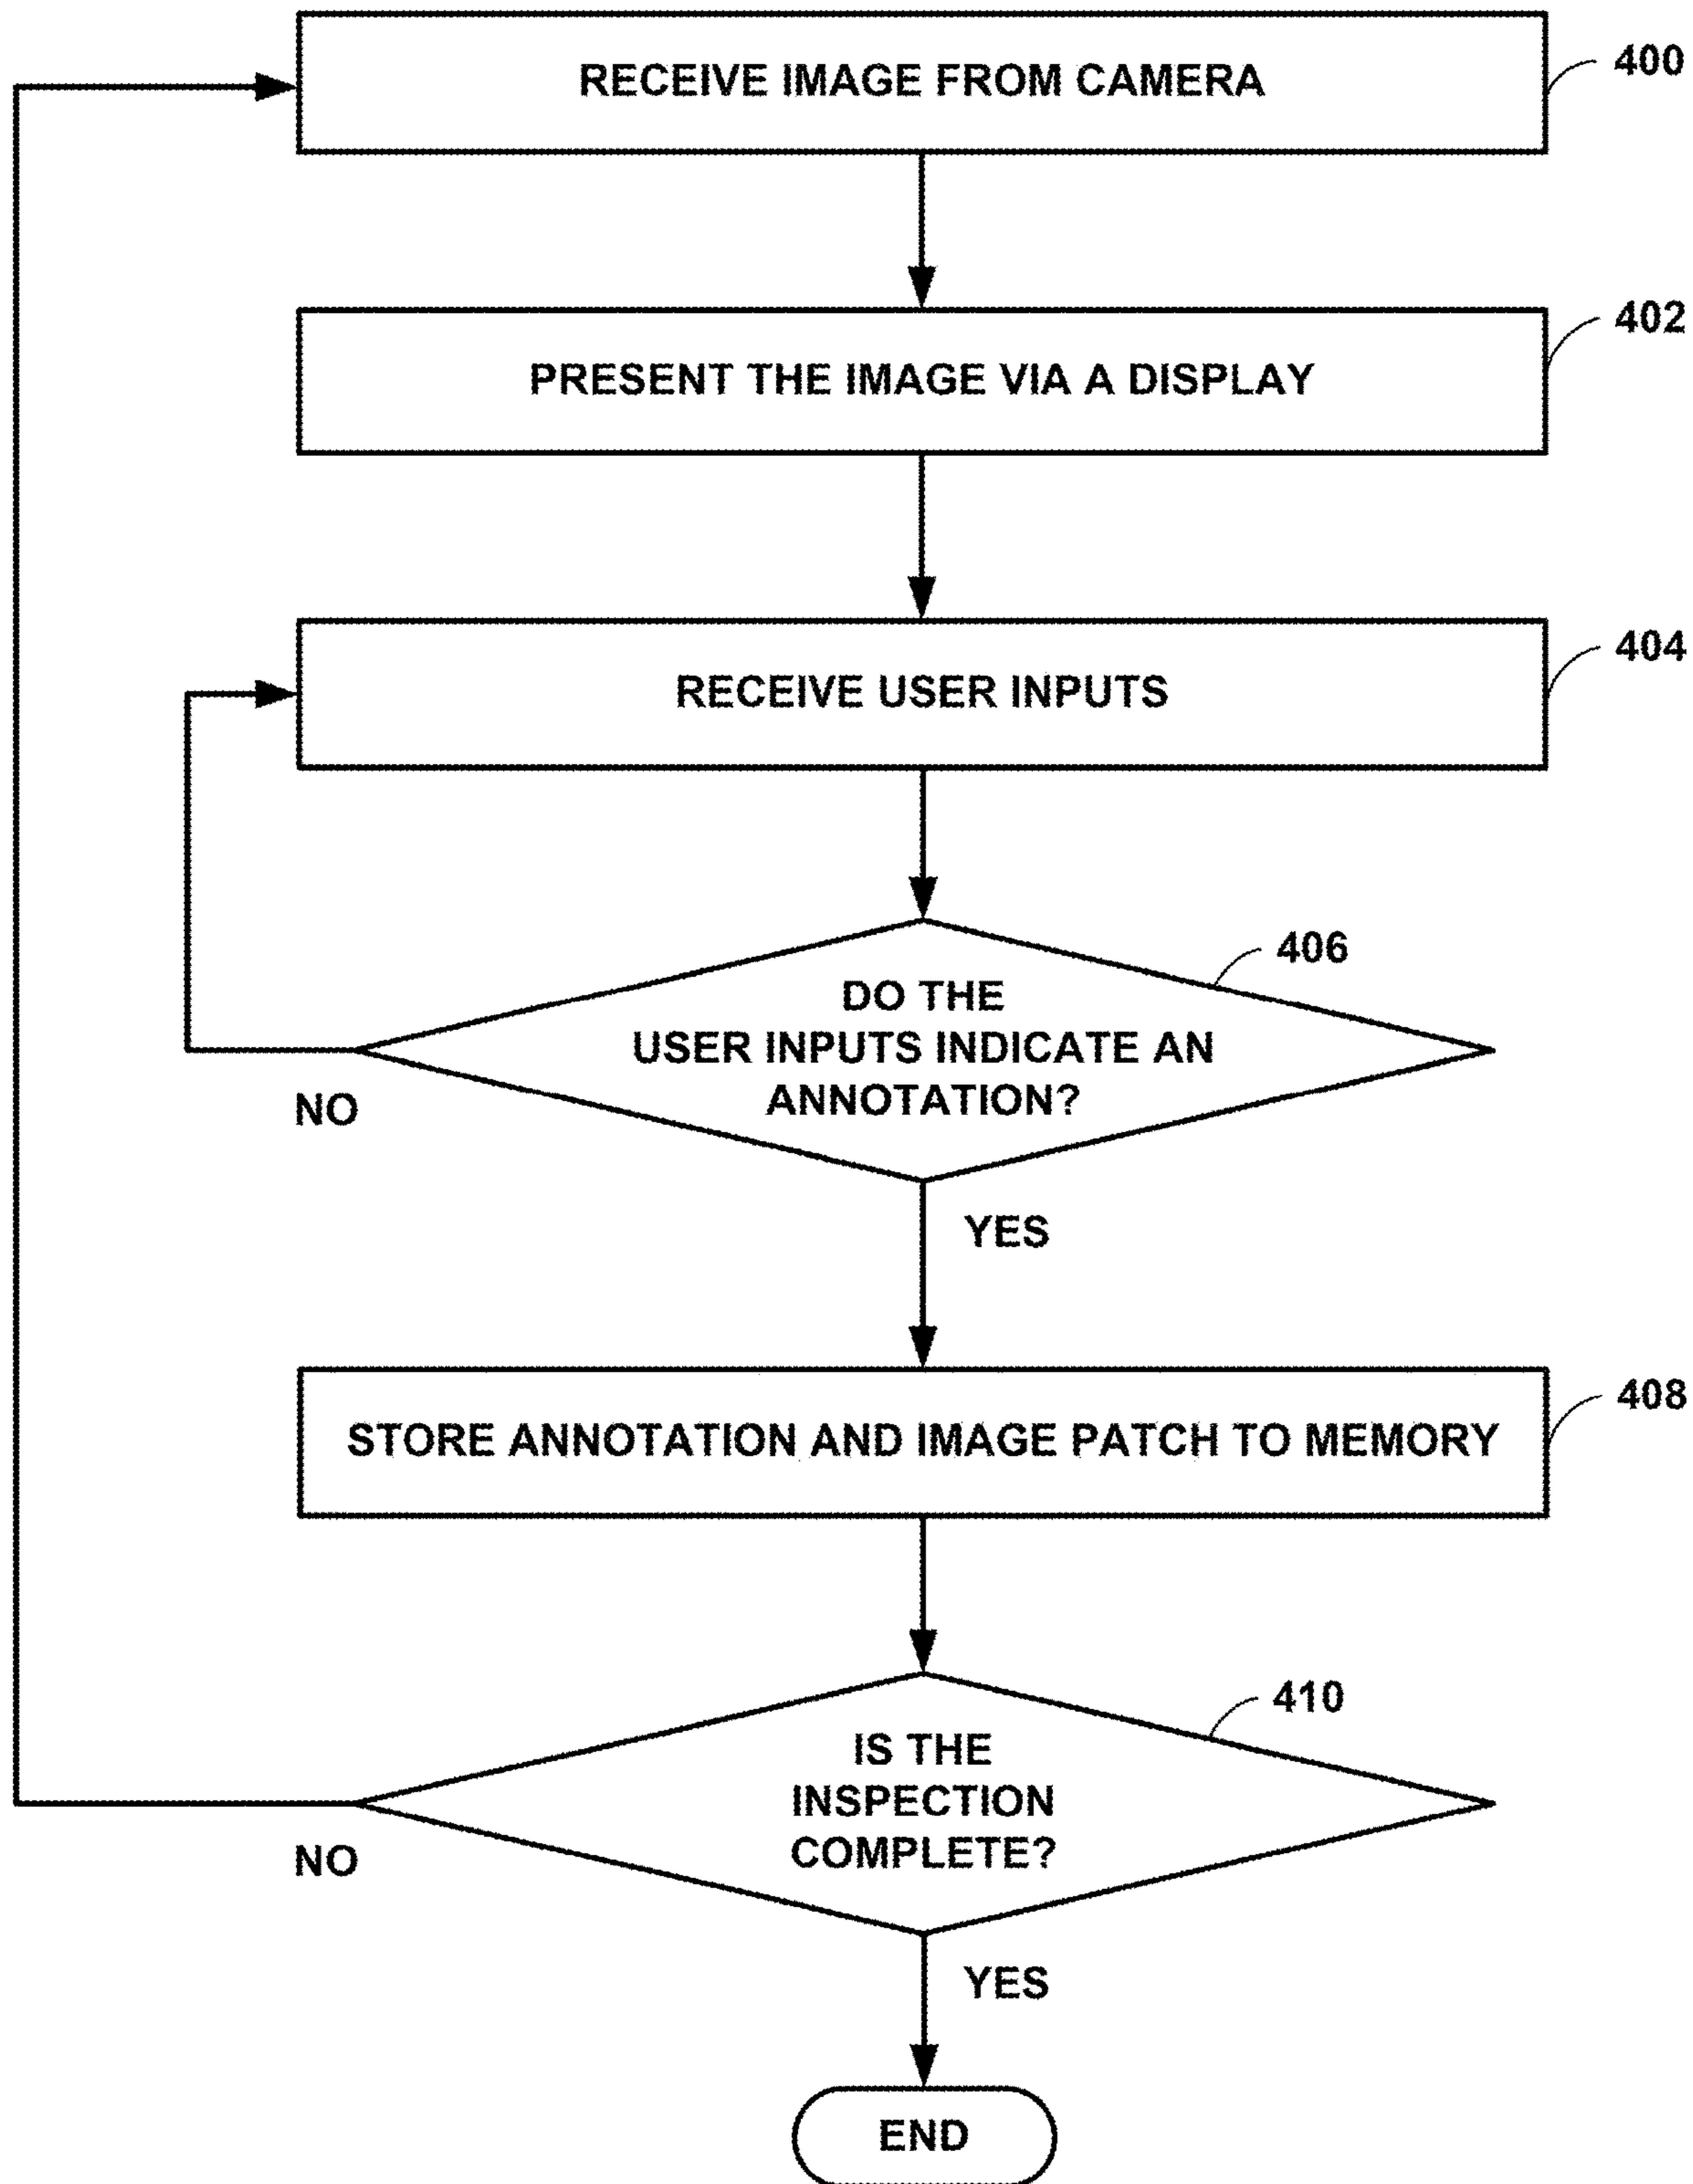 RECEIVE IMAGE FROM CAMERA
400
PRESENT THE IMAGE VIA A DISPLAY
402
RECEIVE USER INPUTS
404
406
DO THE
USER INPUTS INDICATE AN
ANNOTATION?
NO
YES
STORE ANNOTATION AND IMAGE PATCH TO MEMORY
408
410
IS THE
INSPECTION
COMPLETE?
NO
YES
END